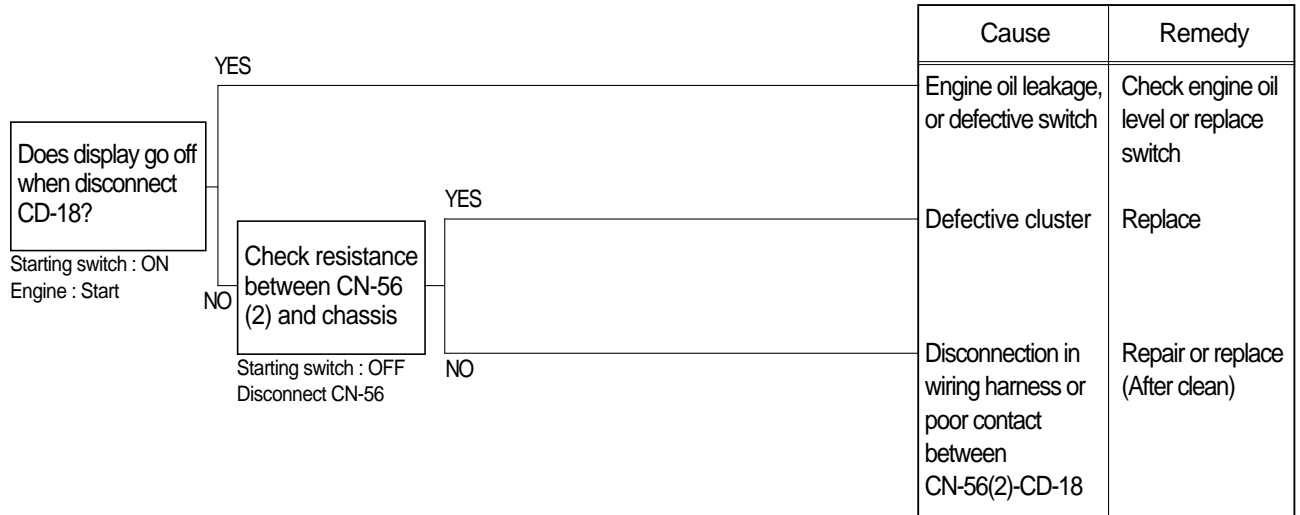 Cause
Remedy
YES
Engine oil leakage,
or defective switch
Check engine oil
level or replace
switch
Does display go off
when disconnect
CD-18?
Starting switch : ON
Engine : Start
YES
Defective cluster
Replace
NO
Check resistance
between CN-56
(2) and chassis
Starting switch : OFF
Disconnect CN-56
NO
Disconnection in
wiring harness or
poor contact
between
CN-56(2)-CD-18
Repair or replace
(After clean)